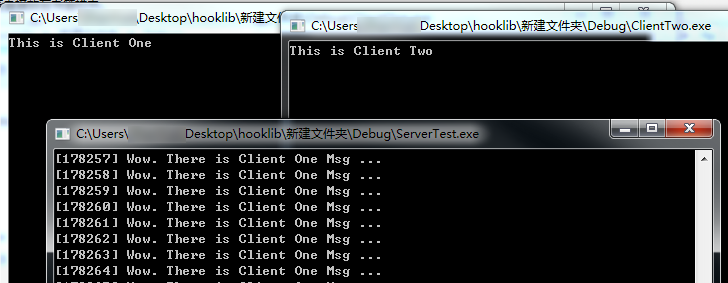 C:\Users\ Desktop\hooklib\新建文件
C:\Users Desktop\hooklib\新建文件夹\Debug\ClientTwo.exe
This is Client One
This is Client Two
C:\Users\ Desktop\hooklib\新建文件夹\Debug\ServerTest.exe
[178257] Wow. There is Client One Msg ...
[178258] Wow. There is Client One Msg ...
[178259] Wow. There is Client One Msg ...
[178260] Wow. There is Client One Msg ...
[178261] Wow. There is Client One Msg ...
[178262] Wow. There is Client One Msg ...
[178263] Wow. There is Client One Msg ...
[178264] Wow. There is Client One Msg ...